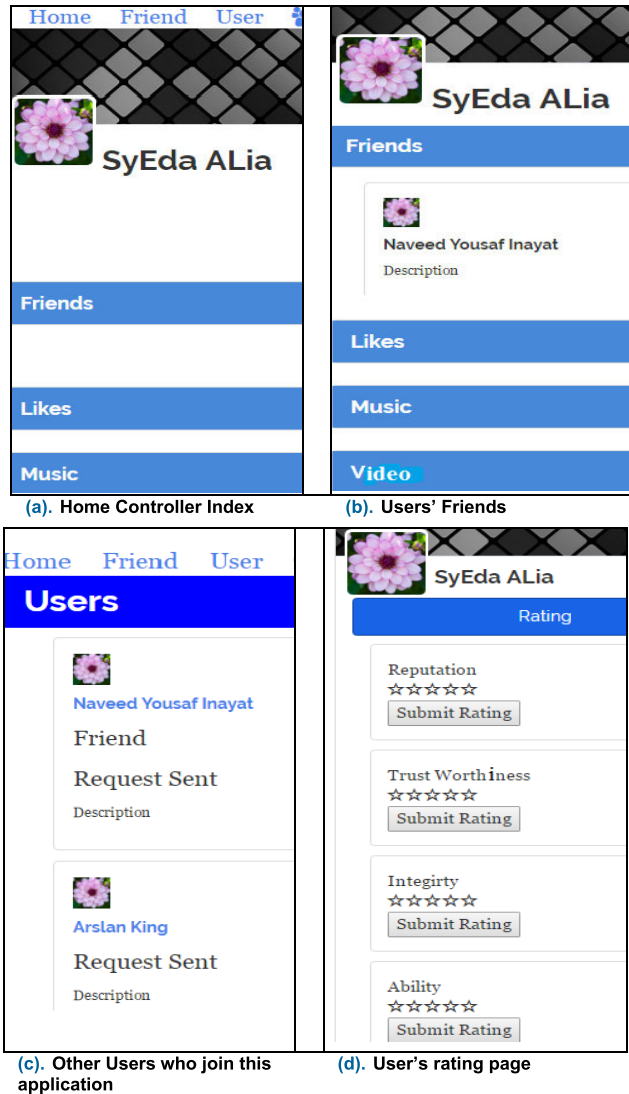 Home Friend User
SyEda ALia
Friends
Likes
Music
(a). Home Controller Index
SyEda ALia
Friends
Naveed Yousaf Inayat
Description
Likes
Music
Video
(b). Users' Friends
Home Friend User
Users
Naveed Yousaf Inayat
Friend
Request Sent
Description
Arslan King
Request Sent
Description
(c). Other Users who join this
application
SyEda ALia
Rating
Reputation
☆☆☆☆☆
Submit Rating
Trust Worthiness
☆☆☆☆☆
Submit Rating
Integirty
☆☆☆☆☆
Submit Rating
Ability
☆☆☆☆☆
Submit Rating
(d). User's rating page